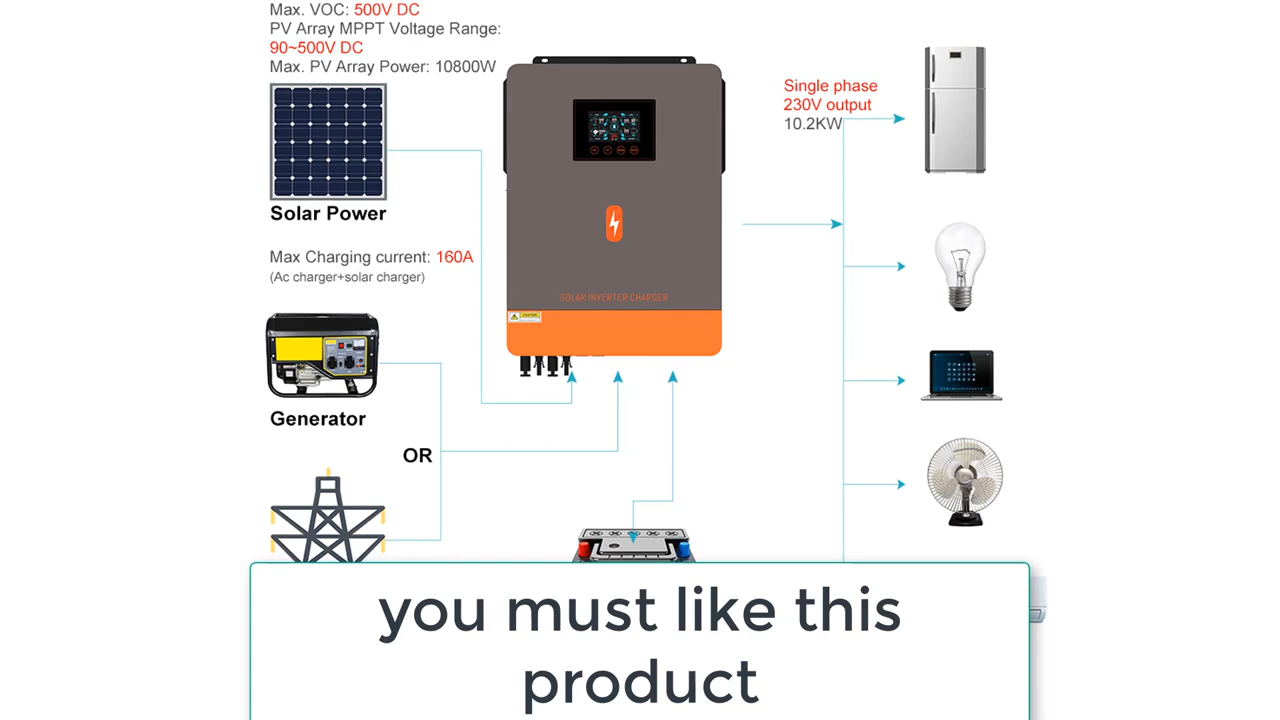 Max. VOC: 500V DC
PV Array MPPT Voltage Range:
90~500V DC
Max. PV Array Power: 10800W
Solar Power
Max Charging current: 160A
(Ac charger+solar charger)
Generator
OR
SOLAR INVERTER CHARGER
CAUTION
Single phase
230V output
10.2KW
you must like this
product